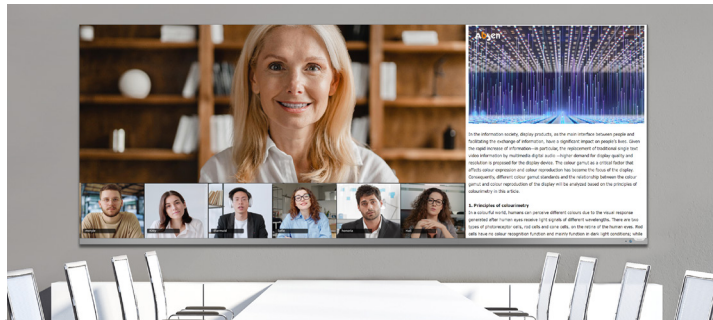 Absen
In the information society, display products, as the main interface between people and
facilitating the exchange of information, have a significant impact on people's lives. Given
the rapid increase of information—in particular, the replacement of traditional single text
video information by multimedia digital audio —higher demand for display quality and
resolution is proposed for the display device. The colour gamut as a critical factor that
affects colour expression and colour reproduction has become the focus of the display.
Consequently, different colour gamut standards and the relationship between the colour
gamut and colour reproduction of the display will be analyzed based on the principles of
colourimetry in this article.
1. Principles of colourimetry
In a colourful world, humans can perceive different colours due to the visual response
generated after human eyes receive light signals of different wavelengths. There are two
types of photoreceptor cells, rod cells and cone cells, on the retina of the human eyes. Rod
cells have no colour recognition function and mainly function in dark light conditions; while